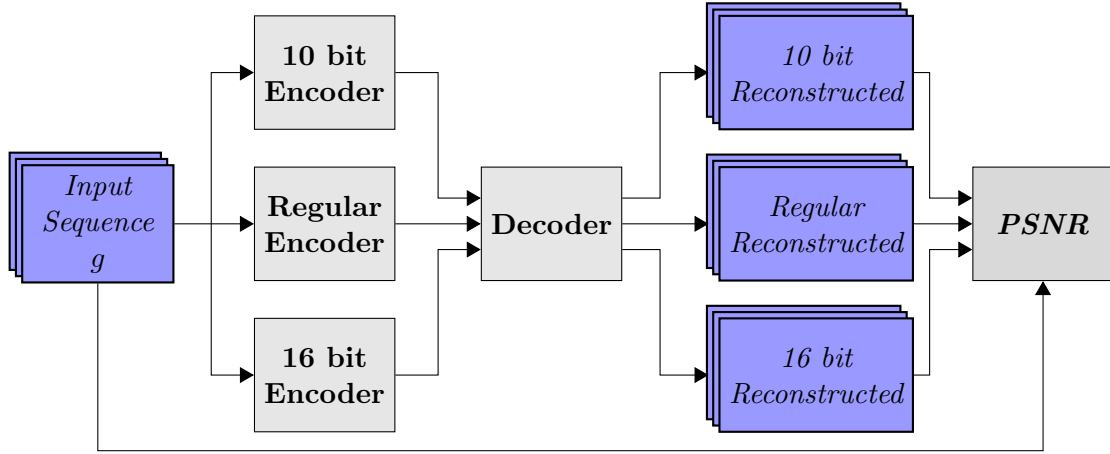 Input
Sequence
g
10 bit
Encoder
Regular
Encoder
16 bit
Encoder
Decoder
10 bit
Reconstructed
Regular
Reconstructed
16 bit
Reconstructed
PSNR